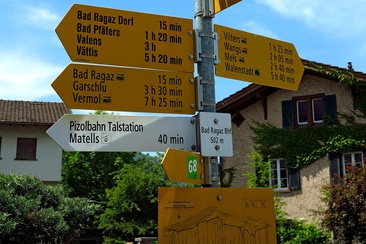 Bad Ragaz Dorf 15 min
Bad Pfäfers 1 h 20 min
Valens 3 h
Vättis 5 h 20 min
Bad Ragaz 15 min
Garschlu 3 h 30 min
Vermol 7 h 25 min
Pizolbahn Talstation
Matells 40 min
Vilters 1 h 25 min
Wangs 2 h 05 min
Mels 2 h 40 min
Walenstadt 5 h 20 min
Bad Ragaz Bhf
502 m
68